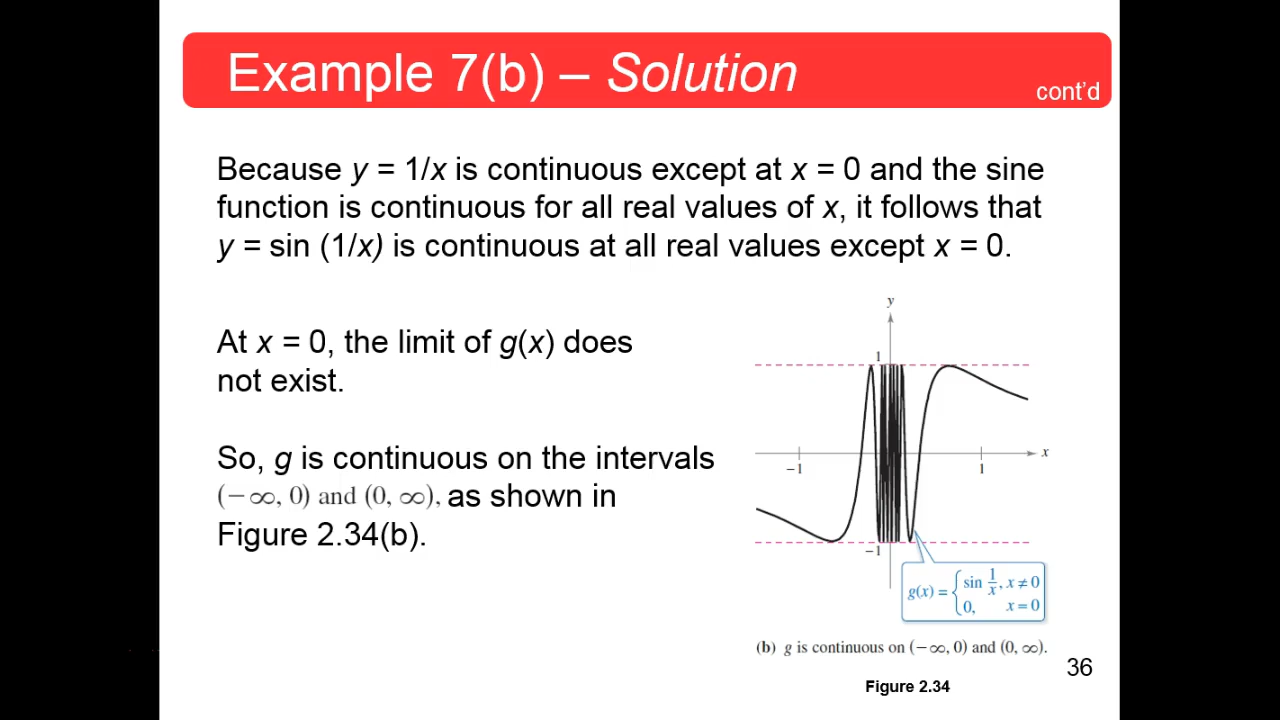 Example 7(b) – Solution
cont’d
Because y = 1/x is continuous except at x = 0 and the sine
function is continuous for all real values of x, it follows that
y = sin (1/x) is continuous at all real values except x = 0.
At x = 0, the limit of g(x) does
not exist.
So, g is continuous on the intervals
(−∞, 0) and (0, ∞), as shown in
Figure 2.34(b).
y
1
x
−1
1
−1
g(x) = { sin 1/x, x ≠ 0
0, x = 0
(b) g is continuous on (−∞, 0) and (0, ∞).
Figure 2.34
36